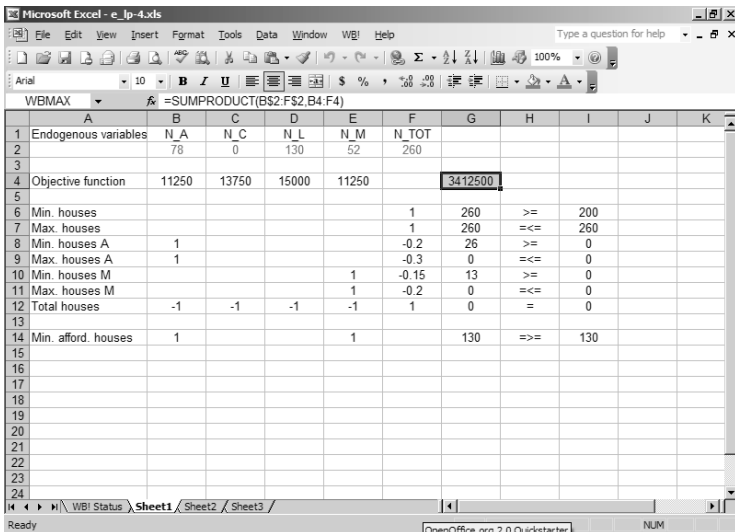 Microsoft Excel - e_lp-4.xls
File Edit View Insert Format Tools Data Window WB! Help Type a question for help
100%
Arial 10 B I U $ % ,
WBMAX fx =SUMPRODUCT(B$2:F$2,B4:F4)
A B C D E F G H I J K
1 Endogenous variables N_A N_C N_L N_M N_TOT
2 78 0 130 52 260
3
4 Objective function 11250 13750 15000 11250 3412500
5
6 Min. houses 1 260 >= 200
7 Max. houses 1 260 =<= 260
8 Min. houses A 1 -0.2 26 >= 0
9 Max. houses A 1 -0.3 0 =<= 0
10 Min. houses M 1 -0.15 13 >= 0
11 Max. houses M 1 -0.2 0 =<= 0
12 Total houses -1 -1 -1 -1 1 0 = 0
13
14 Min. afford. houses 1 1 130 =>= 130
15
16
17
18
19
20
21
22
23
24
WB! Status Sheet1 Sheet2 Sheet3
Ready OpenOffice.org 2.0 Quickstarter NUM